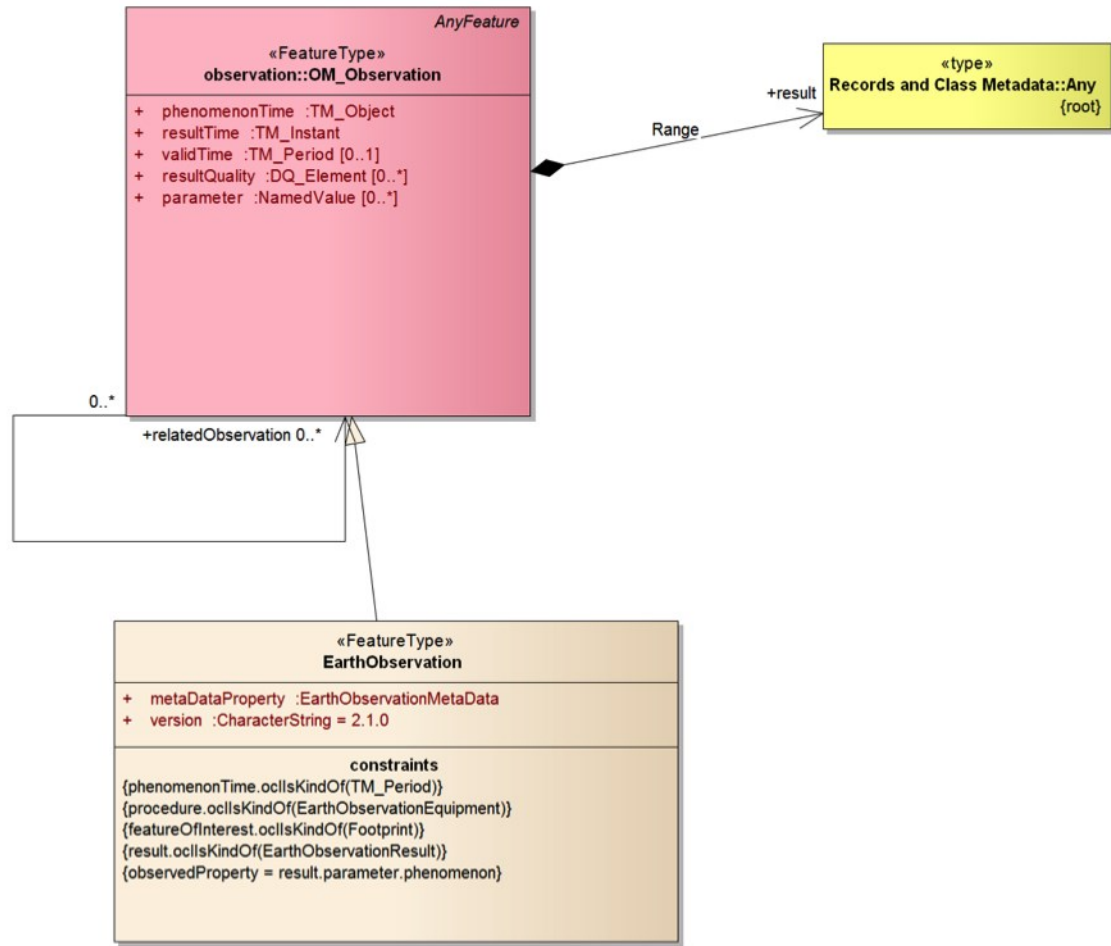 AnyFeature
«FeatureType»
observation::OM_Observation
+ phenomenonTime :TM_Object
+ resultTime :TM_Instant
+ validTime :TM_Period [0..1]
+ resultQuality :DQ_Element [0..*]
+ parameter :NamedValue [0..*]
«type»
Records and Class Metadata::Any
{root}
+result
Range
0..*
+relatedObservation 0..*
«FeatureType»
EarthObservation
+ metaDataProperty :EarthObservationMetaData
+ version :CharacterString = 2.1.0
constraints
{phenomenonTime.oclIsKindOf(TM_Period)}
{procedure.oclIsKindOf(EarthObservationEquipment)}
{featureOfInterest.oclIsKindOf(Footprint)}
{result.oclIsKindOf(EarthObservationResult)}
{observedProperty = result.parameter.phenomenon}